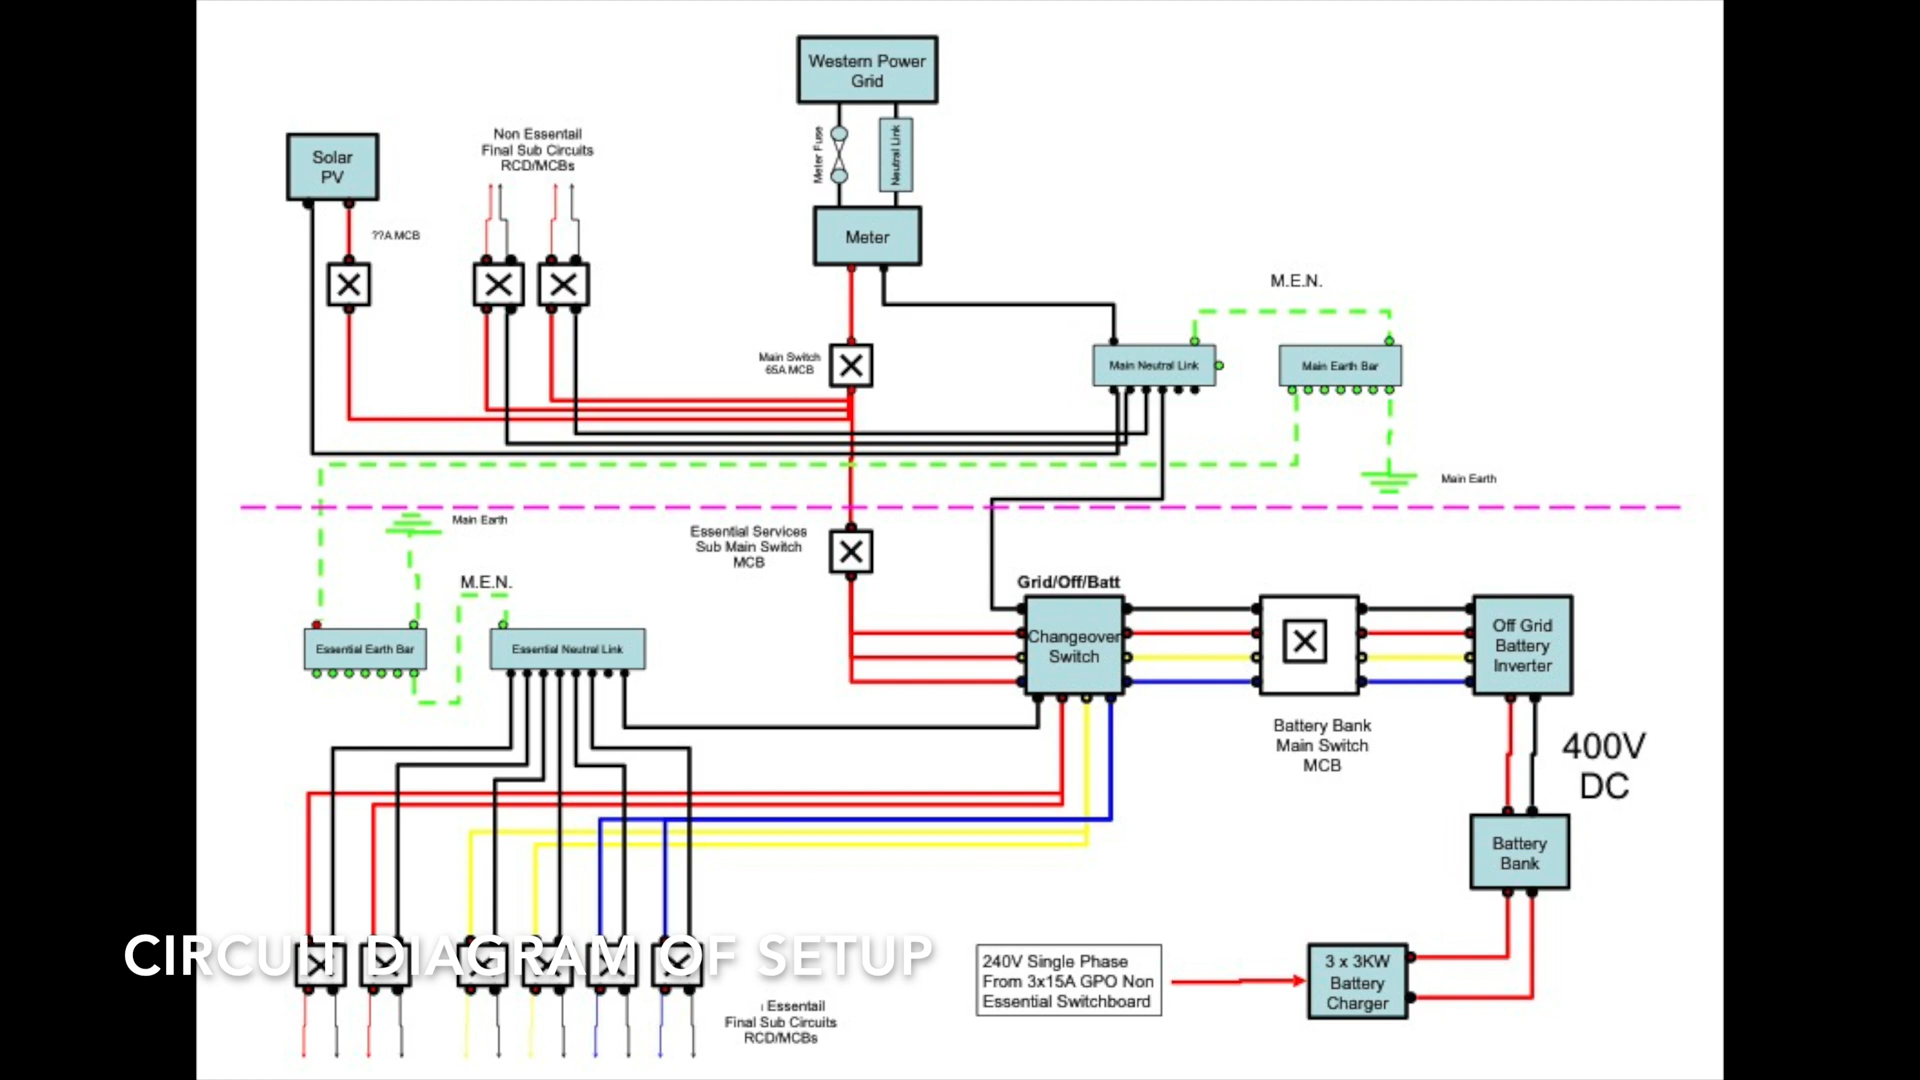 Western Power
Grid
Meter Fuse
Neutral Link
Solar
PV
Non Essentail
Final Sub Circuits
RCD/MCBs
??A MCB
Meter
M.E.N.
Main Switch
65A MCB
Main Neutral Link
Main Earth Bar
Main Earth
Main Earth
Essential Services
Sub Main Switch
MCB
M.E.N.
Grid/Off/Batt
Essential Earth Bar
Essential Neutral Link
Changeover
Switch
Off Grid
Battery
Inverter
Battery Bank
Main Switch
MCB
400V
DC
Battery
Bank
CIRCUIT DIAGRAM OF SETUP
240V Single Phase
From 3x15A GPO Non
Essential Switchboard
3 x 3KW
Battery
Charger
Essentail
Final Sub Circuits
RCD/MCBs